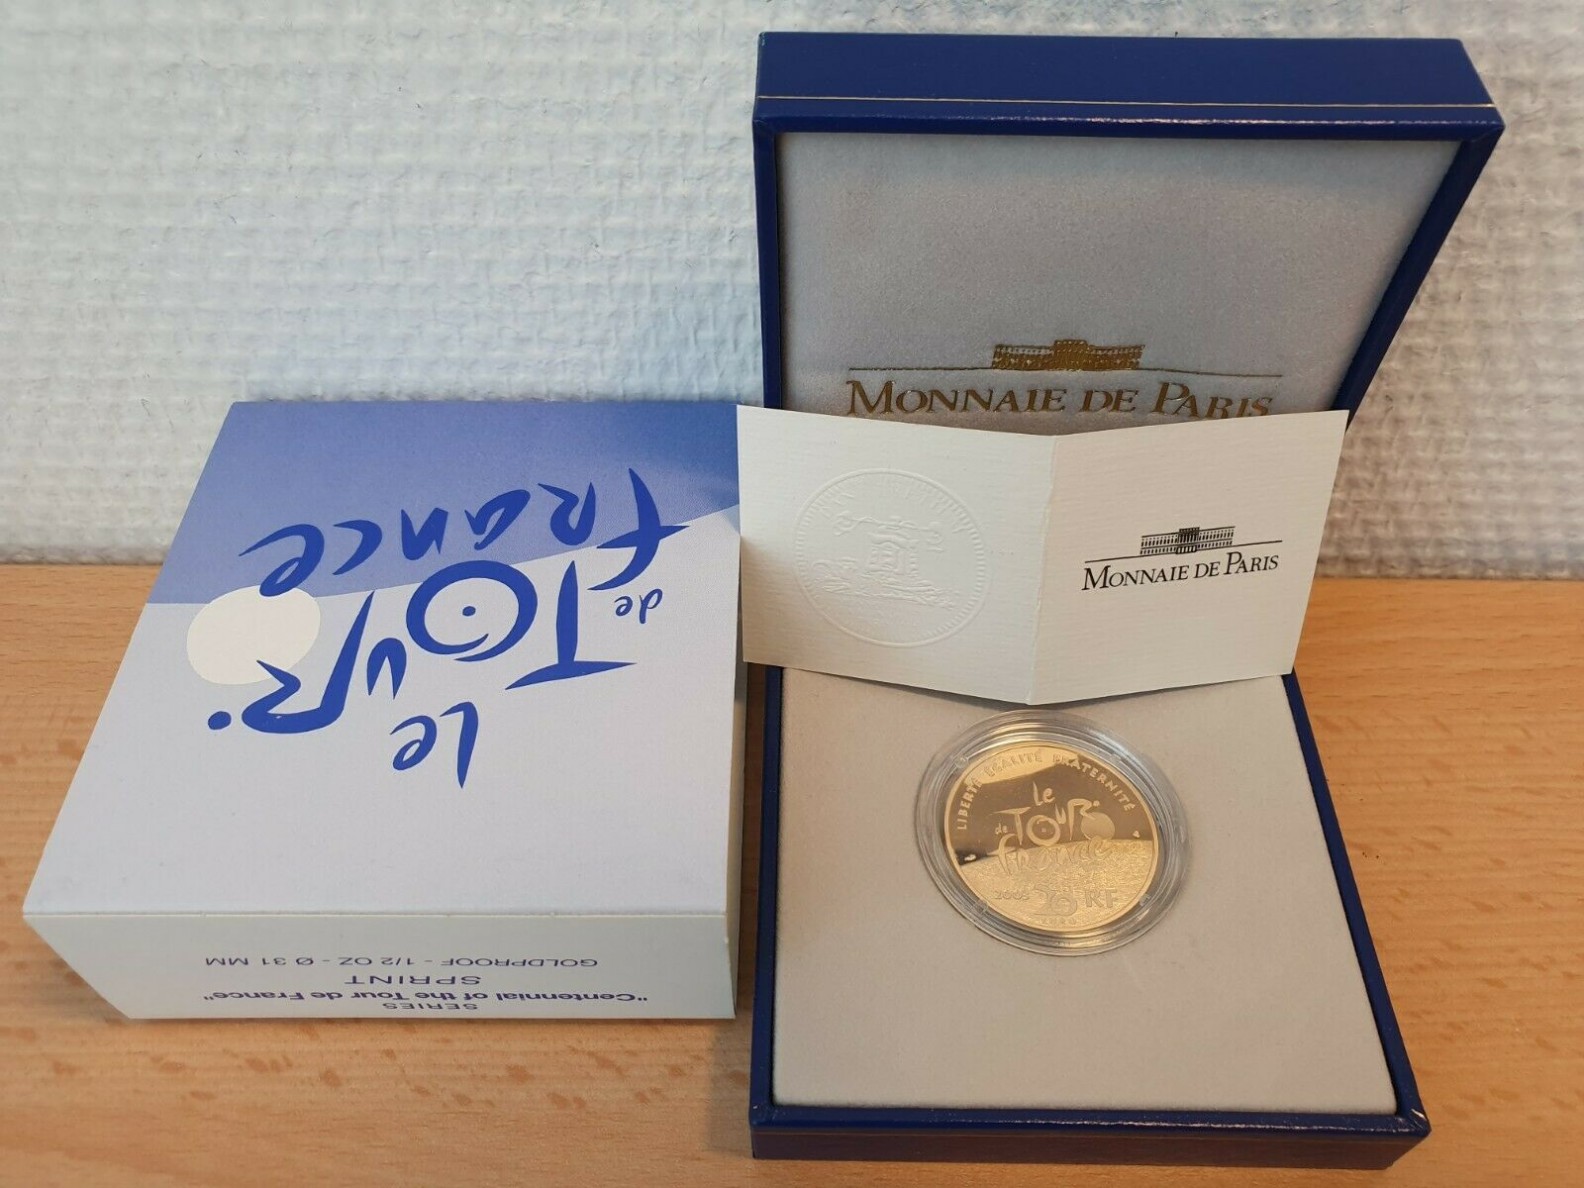 MONNAIE DE PARIS
MONNAIE DE PARIS
le
TOUR
de
france
SERIES
"Centennial of the Tour de France"
SPRINT
GOLDPROOF - 1/2 OZ - Ø 31 MM
LIBERTÉ ÉGALITÉ FRATERNITÉ
le
de TOUR
france
2003
RF